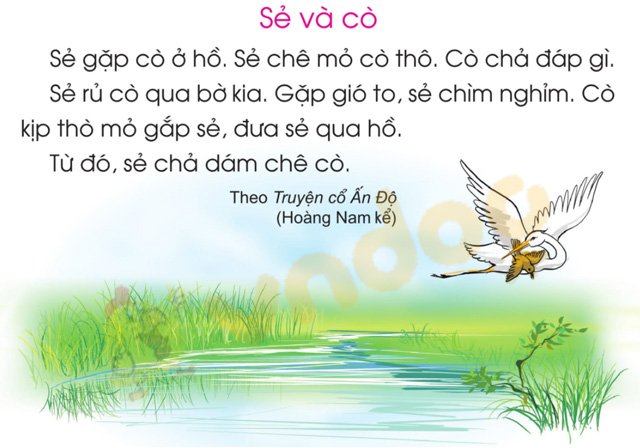 Sẻ và cò
Sẻ gặp cò ở hồ. Sẻ chê mỏ cò thô. Cò chả đáp gì.
Sẻ rủ cò qua bờ kia. Gặp gió to, sẻ chìm nghỉm. Cò
kịp thò mỏ gắp sẻ, đưa sẻ qua hồ.
Từ đó, sẻ chả dám chê cò.
Theo Truyện cổ Ấn Độ
(Hoàng Nam kể)